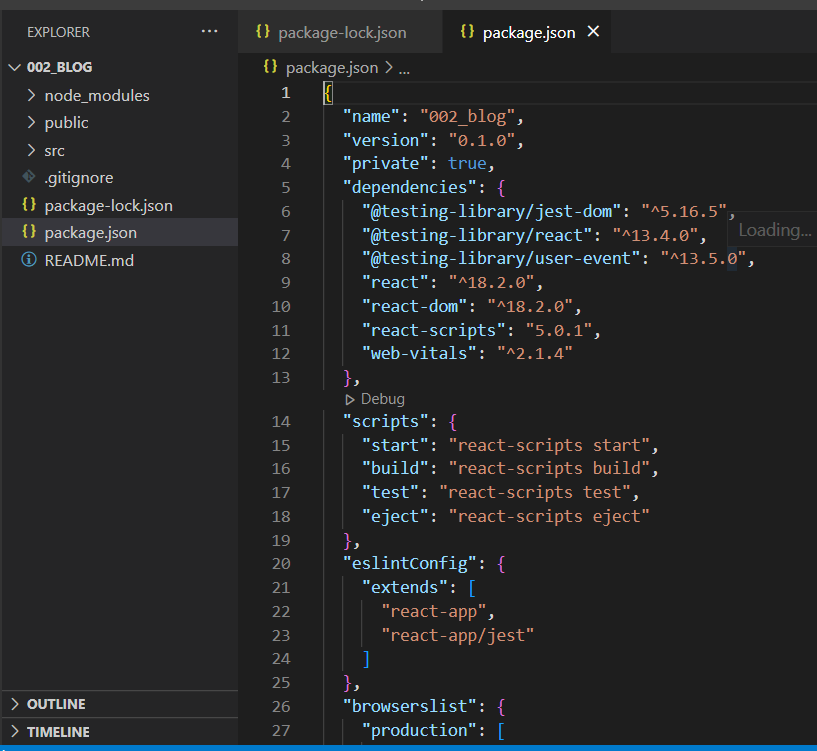 EXPLORER
...
002_BLOG
node_modules
public
src
.gitignore
package-lock.json
package.json
README.md
OUTLINE
TIMELINE
{} package-lock.json
{} package.json
{} package.json > ...
1 {
2 "name": "002_blog",
3 "version": "0.1.0",
4 "private": true,
5 "dependencies": {
6 "@testing-library/jest-dom": "^5.16.5",
7 "@testing-library/react": "^13.4.0",
Loading...
8 "@testing-library/user-event": "^13.5.0",
9 "react": "^18.2.0",
10 "react-dom": "^18.2.0",
11 "react-scripts": "5.0.1",
12 "web-vitals": "^2.1.4"
13 },
Debug
14 "scripts": {
15 "start": "react-scripts start",
16 "build": "react-scripts build",
17 "test": "react-scripts test",
18 "eject": "react-scripts eject"
19 },
20 "eslintConfig": {
21 "extends": [
22 "react-app",
23 "react-app/jest"
24 ]
25 },
26 "browserslist": {
27 "production": [